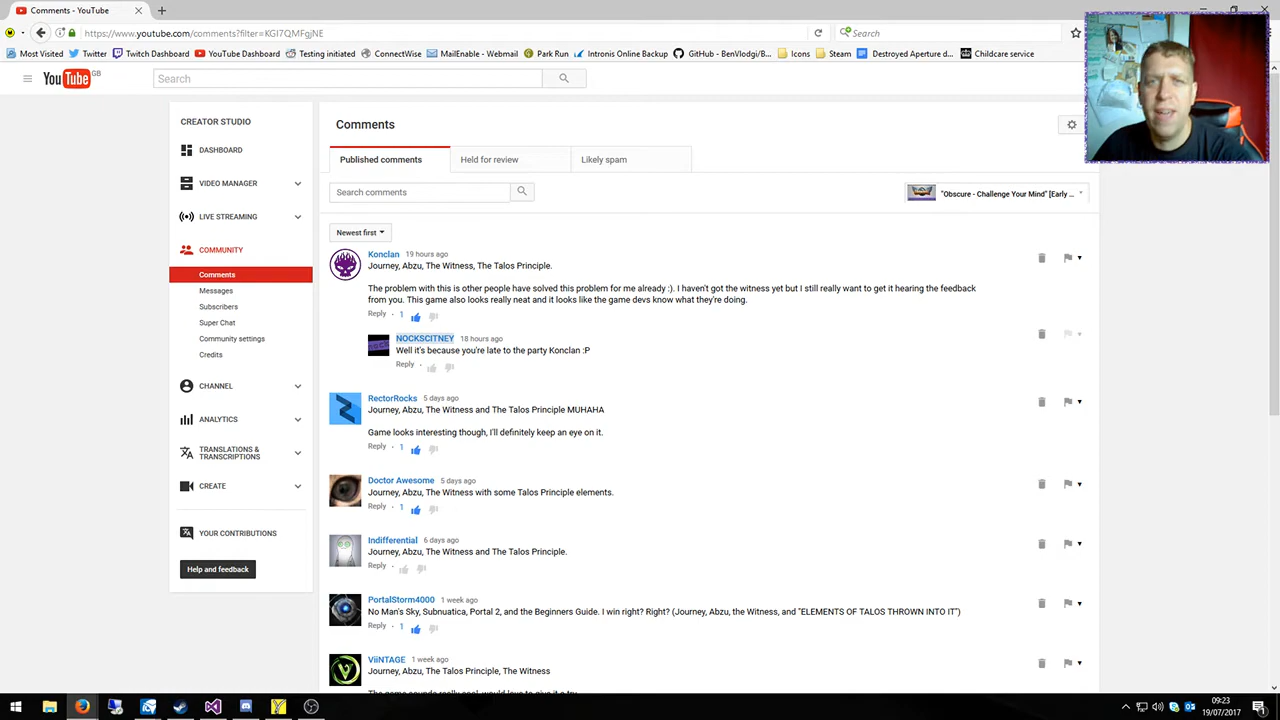 Comments - YouTube
https://www.youtube.com/comments?filter=KGI7QMFgjNE
Search
Most Visited Twitter Twitch Dashboard YouTube Dashboard Testing initiated ConnectWise MailEnable - Webmail Park Run Intronis Online Backup GitHub - BenVlodgi/B... Icons Steam Destroyed Aperture d... Childcare service
YouTube GB
Search
CREATOR STUDIO
DASHBOARD
VIDEO MANAGER
LIVE STREAMING
COMMUNITY
Comments
Messages
Subscribers
Super Chat
Community settings
Credits
CHANNEL
ANALYTICS
TRANSLATIONS &
TRANSCRIPTIONS
CREATE
YOUR CONTRIBUTIONS
Help and feedback
Comments
Published comments Held for review Likely spam
Search comments
"Obscure - Challenge Your Mind" [Early ...
Newest first
Konclan 19 hours ago
Journey, Abzu, The Witness, The Talos Principle.
The problem with this is other people have solved this problem for me already :). I haven't got the witness yet but I still really want to get it hearing the feedback
from you. This game also looks really neat and it looks like the game devs know what they're doing.
Reply · 1
NOCKSCITNEY 18 hours ago
Well it's because you're late to the party Konclan :P
Reply ·
RectorRocks 5 days ago
Journey, Abzu, The Witness and The Talos Principle MUHAHA
Game looks interesting though, I'll definitely keep an eye on it.
Reply · 1
Doctor Awesome 5 days ago
Journey, Abzu, The Witness with some Talos Principle elements.
Reply · 1
Indifferential 6 days ago
Journey, Abzu, The Witness and The Talos Principle.
Reply ·
PortalStorm4000 1 week ago
No Man's Sky, Subnuatica, Portal 2, and the Beginners Guide. I win right? Right? (Journey, Abzu, the Witness, and "ELEMENTS OF TALOS THROWN INTO IT")
Reply · 1
ViiNTAGE 1 week ago
Journey, Abzu, The Talos Principle, The Witness
09:23
19/07/2017